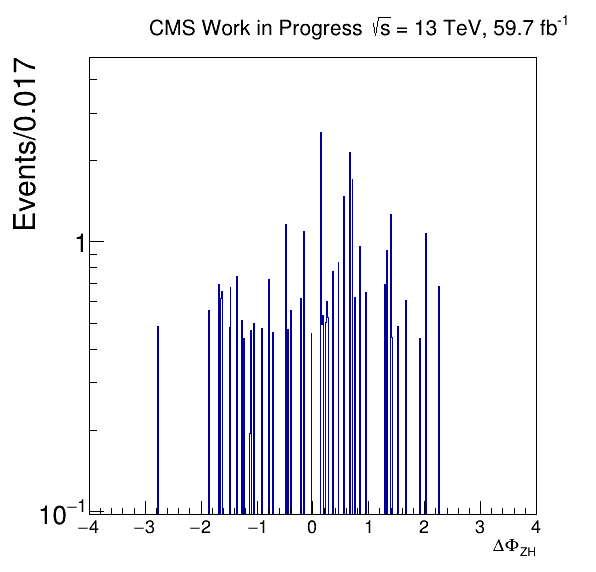 CMS Work in Progress √s = 13 TeV, 59.7 fb⁻¹
Events/0.017
1
10⁻¹
−4 −3 −2 −1 0 1 2 3 4
ΔΦ_ZH